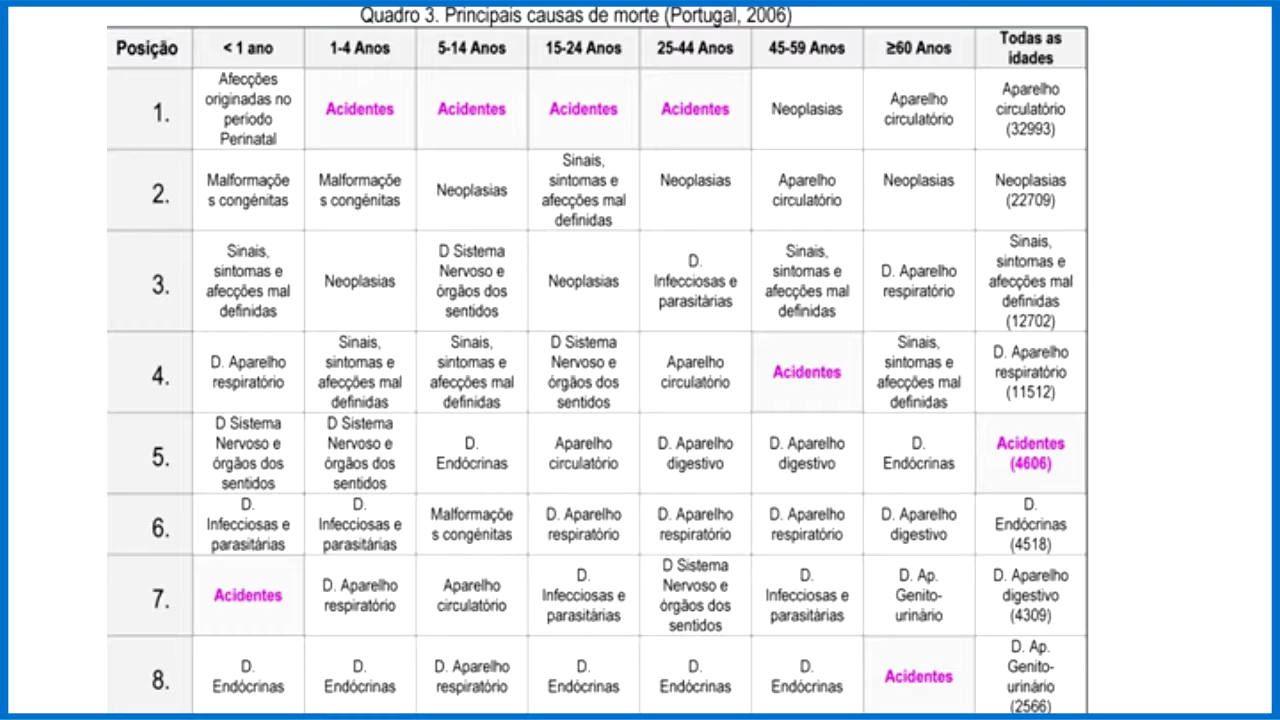 Quadro 3. Principais causas de morte (Portugal, 2006)
Posição < 1 ano 1-4 Anos 5-14 Anos 15-24 Anos 25-44 Anos 45-59 Anos ≥60 Anos Todas as idades
1. Afecções originadas no período Perinatal Acidentes Acidentes Acidentes Acidentes Neoplasias Aparelho circulatório Aparelho circulatório (32993)
2. Malformações congénitas Malformações congénitas Neoplasias Sinais, sintomas e afecções mal definidas Neoplasias Aparelho circulatório Neoplasias Neoplasias (22709)
3. Sinais, sintomas e afecções mal definidas Neoplasias D Sistema Nervoso e órgãos dos sentidos Neoplasias D. Infecciosas e parasitárias Sinais, sintomas e afecções mal definidas D. Aparelho respiratório Sinais, sintomas e afecções mal definidas (12702)
4. D. Aparelho respiratório Sinais, sintomas e afecções mal definidas Sinais, sintomas e afecções mal definidas D Sistema Nervoso e órgãos dos sentidos Aparelho circulatório Acidentes Sinais, sintomas e afecções mal definidas D. Aparelho respiratório (11512)
5. D Sistema Nervoso e órgãos dos sentidos D Sistema Nervoso e órgãos dos sentidos D. Endócrinas Aparelho circulatório D. Aparelho digestivo D. Aparelho digestivo D. Endócrinas Acidentes (4606)
6. D. Infecciosas e parasitárias D. Infecciosas e parasitárias Malformações congénitas D. Aparelho respiratório D. Aparelho respiratório D. Aparelho respiratório D. Aparelho digestivo D. Endócrinas (4518)
7. Acidentes D. Aparelho respiratório Aparelho circulatório D. Infecciosas e parasitárias D Sistema Nervoso e órgãos dos sentidos D. Infecciosas e parasitárias D. Ap. Genito-urinário D. Aparelho digestivo (4309)
8. D. Endócrinas D. Endócrinas D. Aparelho respiratório D. Endócrinas D. Endócrinas D. Endócrinas Acidentes D. Ap. Genito-urinário (2566)